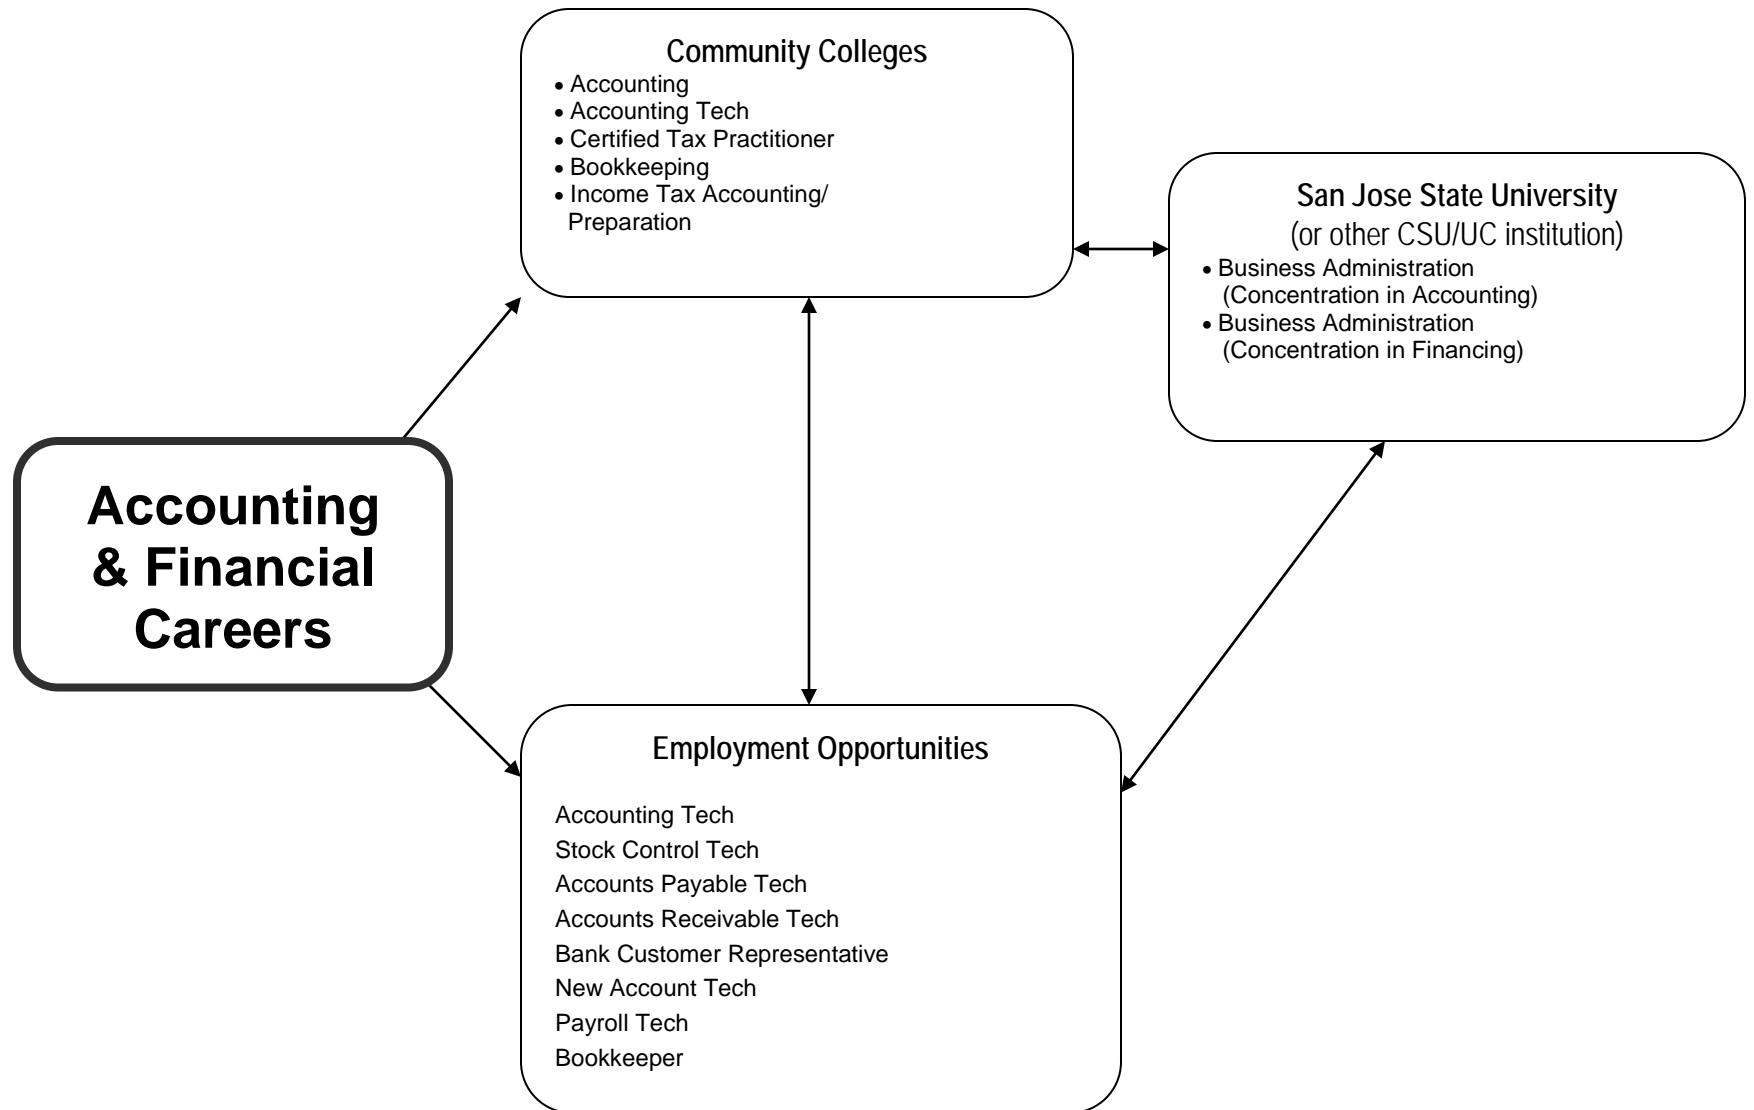 Community Colleges
• Accounting
• Accounting Tech
• Certified Tax Practitioner
• Bookkeeping
• Income Tax Accounting/
Preparation
San Jose State University
(or other CSU/UC institution)
• Business Administration
(Concentration in Accounting)
• Business Administration
(Concentration in Financing)
Accounting
& Financial
Careers
Employment Opportunities
Accounting Tech
Stock Control Tech
Accounts Payable Tech
Accounts Receivable Tech
Bank Customer Representative
New Account Tech
Payroll Tech
Bookkeeper